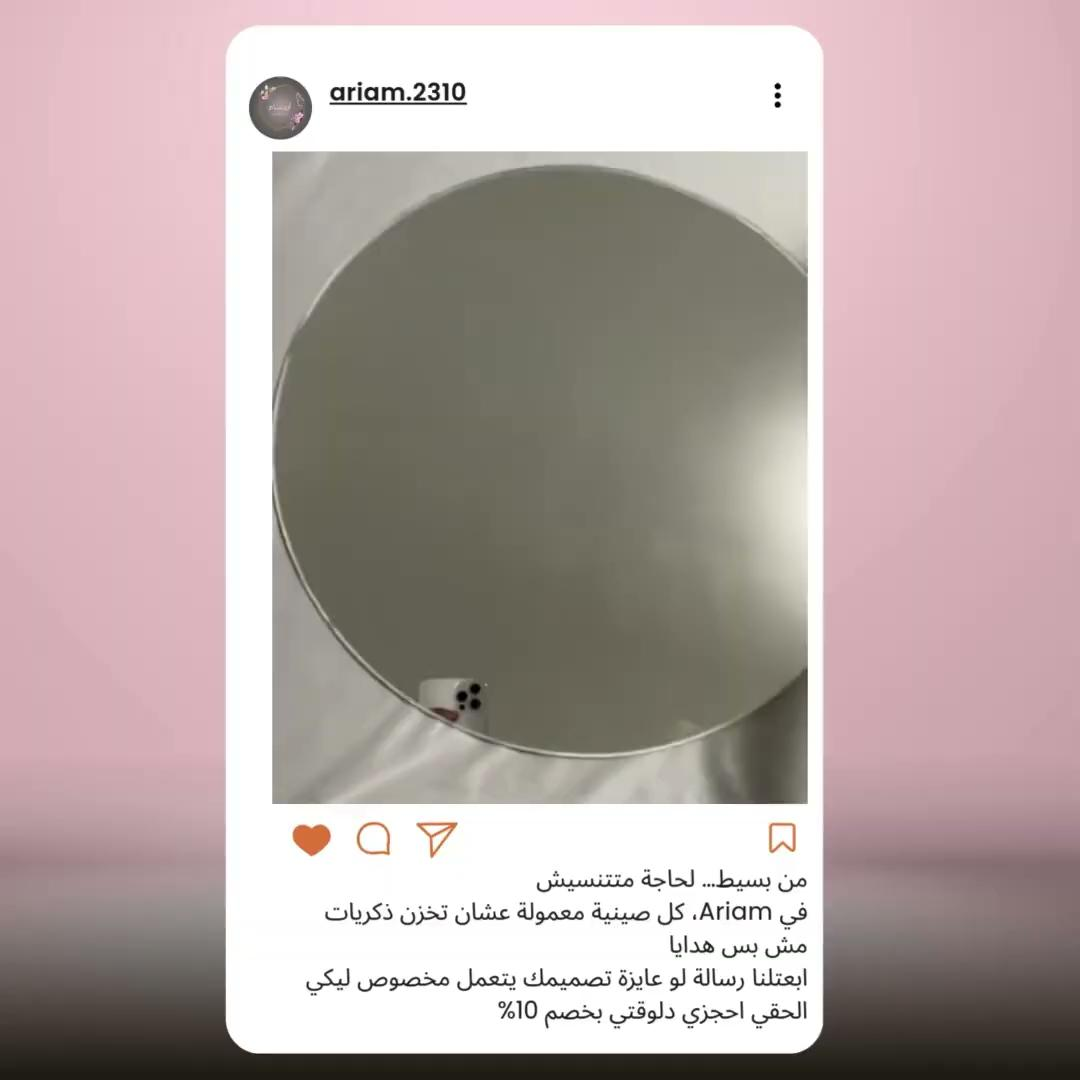 ariam.2310
من بسيط... لحاجة متتنسيش
في Ariam، كل صينية معمولة عشان تخزن ذكريات
مش بس هدايا
ابعتلنا رسالة لو عايزة تصميمك يتعمل مخصوص ليكي
الحقي احجزي دلوقتي بخصم 10%